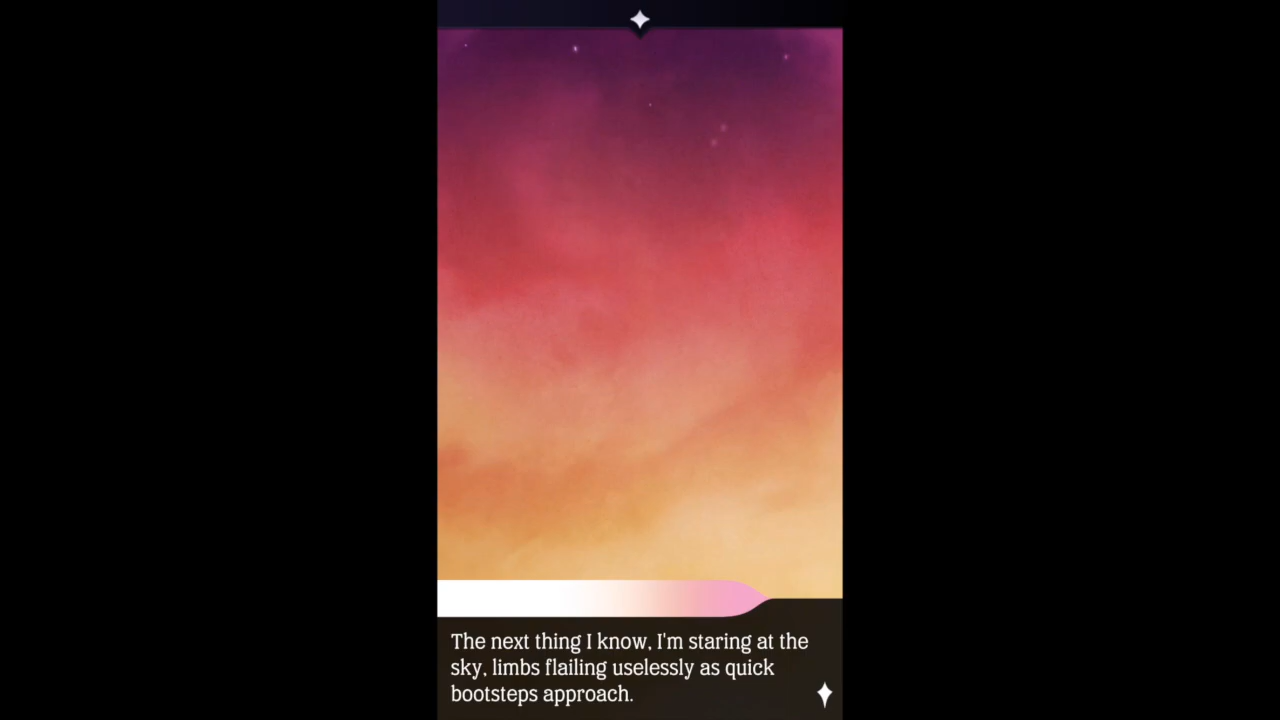 The next thing I know, I'm staring at the
sky, limbs flailing uselessly as quick
bootsteps approach.